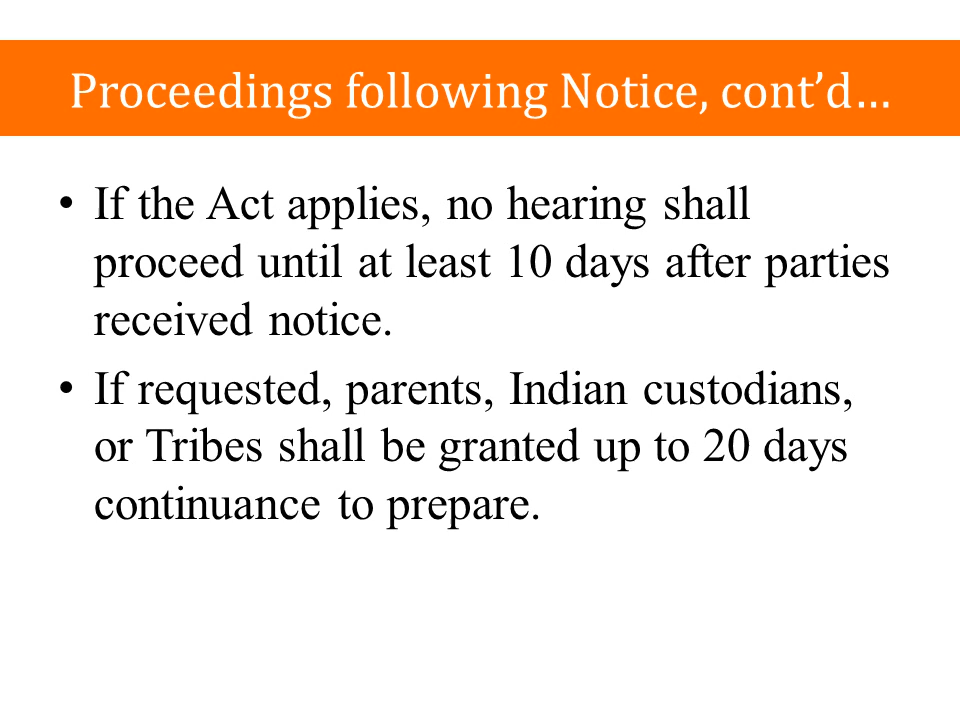 Proceedings following Notice, cont’d…
• If the Act applies, no hearing shall
proceed until at least 10 days after parties
received notice.
• If requested, parents, Indian custodians,
or Tribes shall be granted up to 20 days
continuance to prepare.